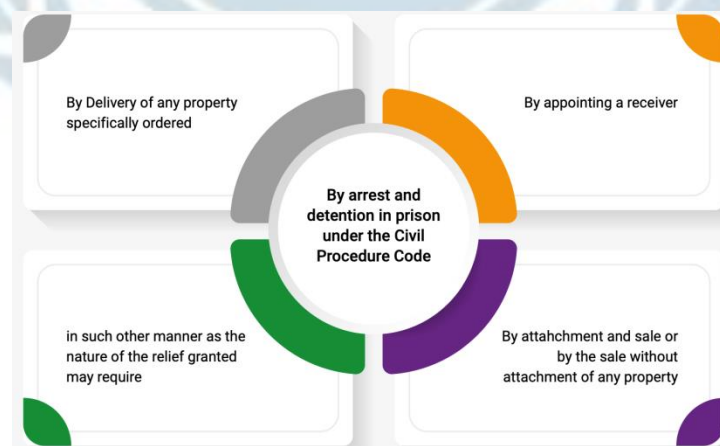 By Delivery of any property
specifically ordered
By appointing a receiver
By arrest and
detention in prison
under the Civil
Procedure Code
in such other manner as the
nature of the relief granted
may require
By attahchment and sale or
by the sale without
attachment of any property